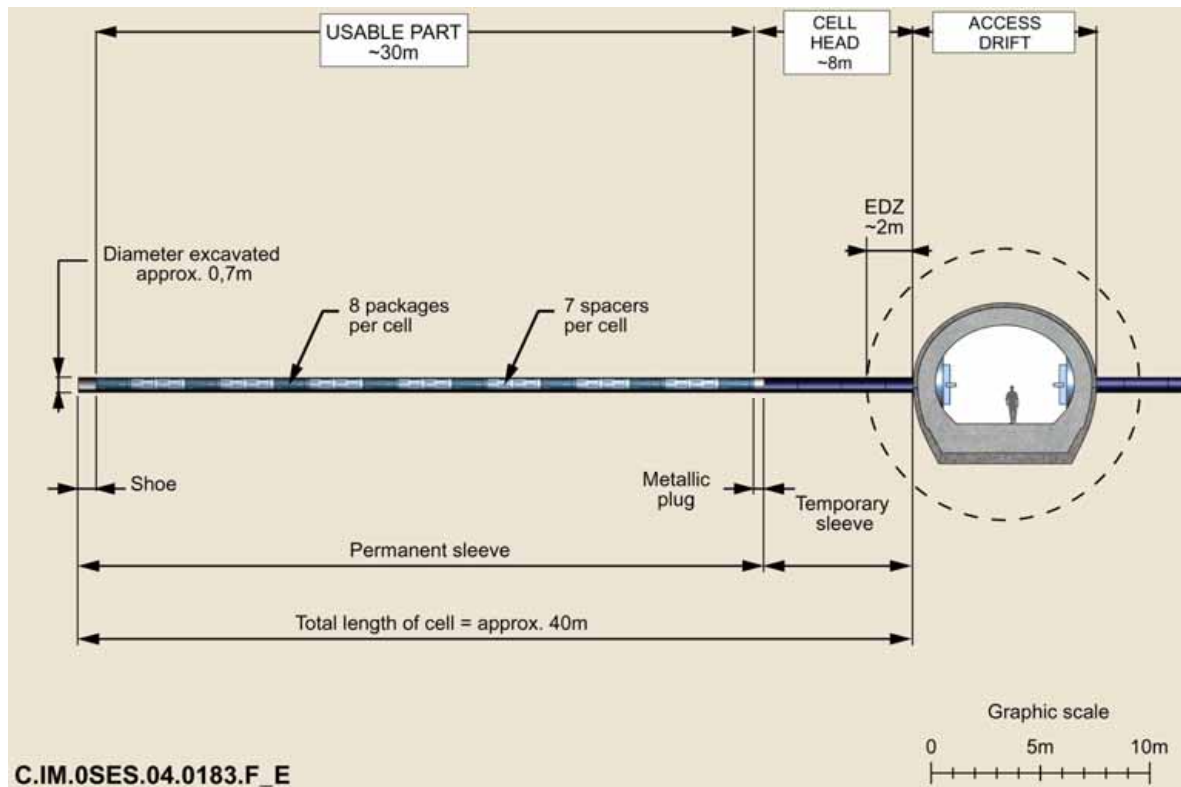 USABLE PART
~30m
CELL
HEAD
~8m
ACCESS
DRIFT
EDZ
~2m
Diameter excavated
approx. 0,7m
8 packages
per cell
7 spacers
per cell
Shoe
Metallic
plug
Temporary
sleeve
Permanent sleeve
Total length of cell = approx. 40m
Graphic scale
0 5m 10m
C.IM.0SES.04.0183.F_E